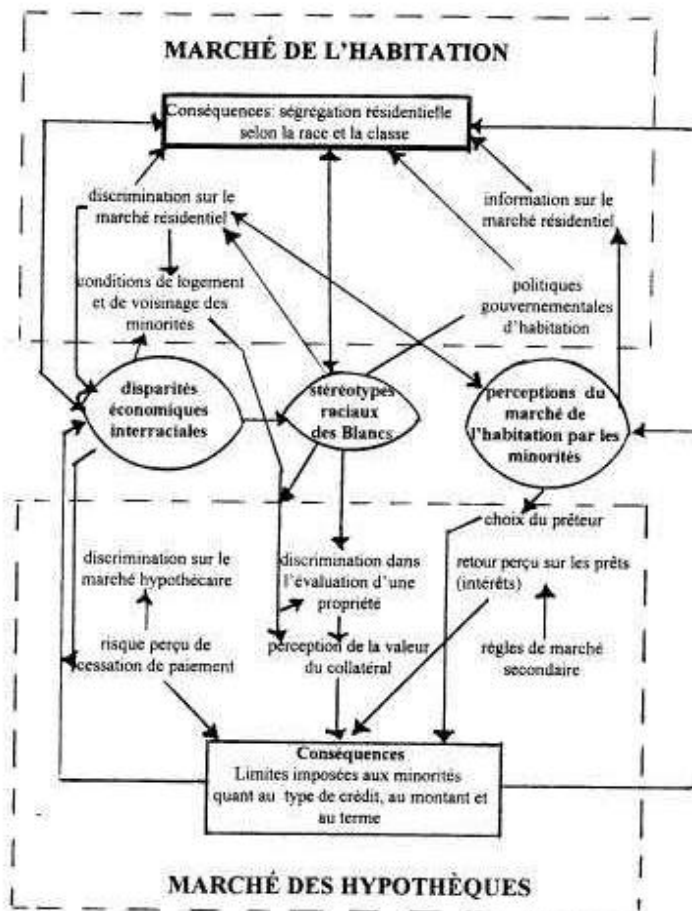 MARCHÉ DE L'HABITATION
Conséquences: ségrégation résidentielle
selon la race et la classe
discrimination sur le
marché résidentiel
information sur le
marché résidentiel
conditions de logement
et de voisinage des
minorités
politiques
gouvernementales
d'habitation
disparités
économiques
interraciales
stéréotypes
raciaux
des Blancs
perceptions du
marché de
l'habitation par les
minorités
choix du prêteur
discrimination sur le
marché hypothécaire
discrimination dans
l'évaluation d'une
propriété
retour perçu sur les prêts
(intérêts)
risque perçu de
cessation de paiement
perception de la valeur
du collatéral
règles de marché
secondaire
Conséquences
Limites imposées aux minorités
quant au type de crédit, au montant et
au terme
MARCHÉ DES HYPOTHÈQUES